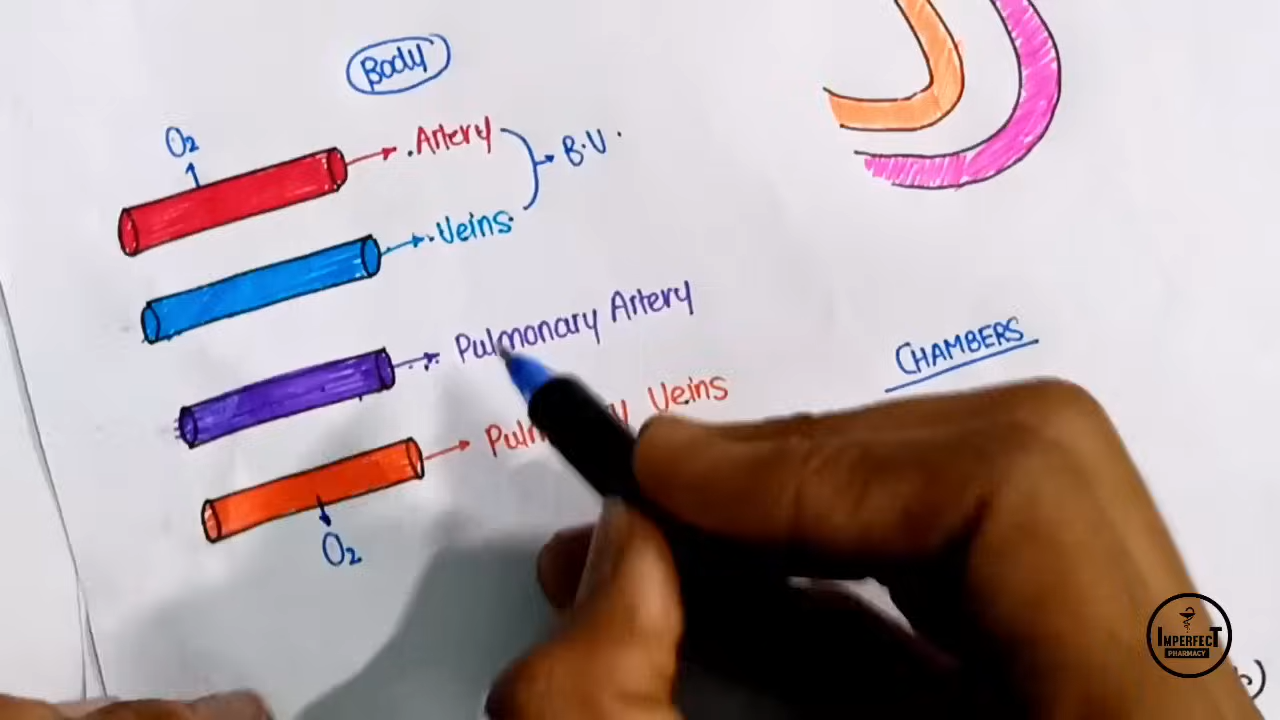 Body
O2
.Artery
B.V.
.Veins.
Pulmonary Artery
Veins
O2
CHAMBERS
IMPERFECT
PHARMACY